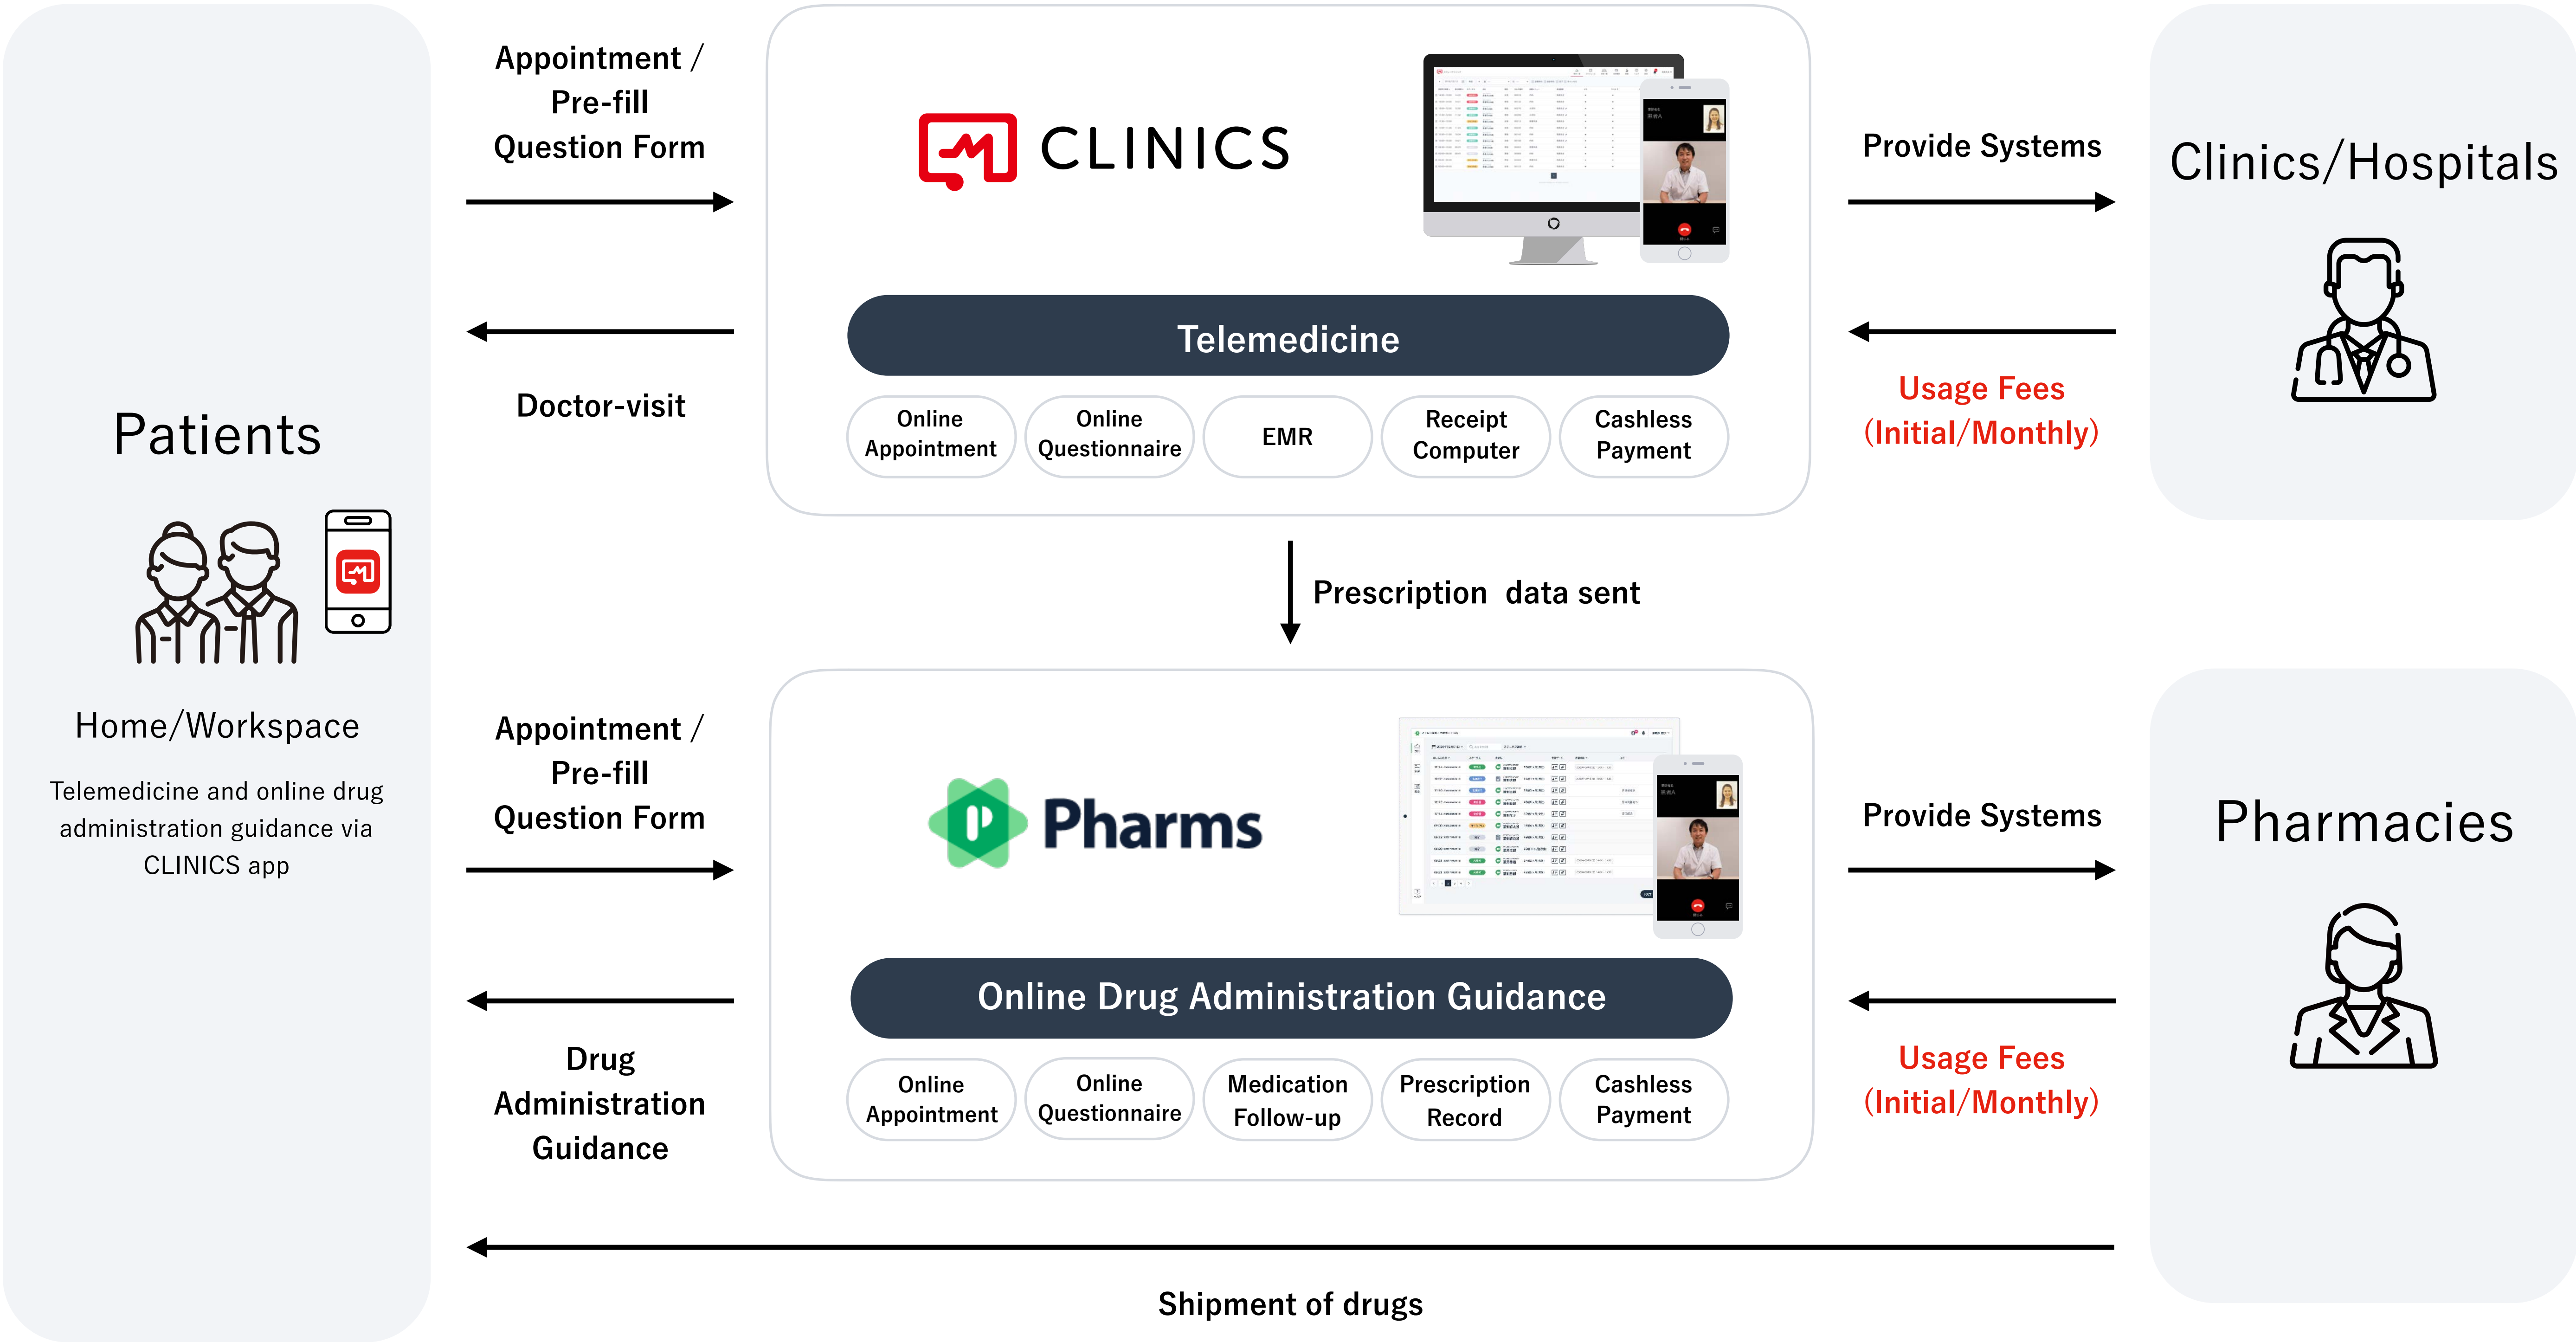 Patients
Home/Workspace
Telemedicine and online drug
administration guidance via
CLINICS app
Appointment /
Pre-fill
Question Form
Doctor-visit
CLINICS
Telemedicine
Online
Appointment
Online
Questionnaire
EMR
Receipt
Computer
Cashless
Payment
Provide Systems
Usage Fees
(Initial/Monthly)
Clinics/Hospitals
Prescription data sent
Appointment /
Pre-fill
Question Form
Drug
Administration
Guidance
Pharms
Online Drug Administration Guidance
Online
Appointment
Online
Questionnaire
Medication
Follow-up
Prescription
Record
Cashless
Payment
Provide Systems
Usage Fees
(Initial/Monthly)
Pharmacies
Shipment of drugs